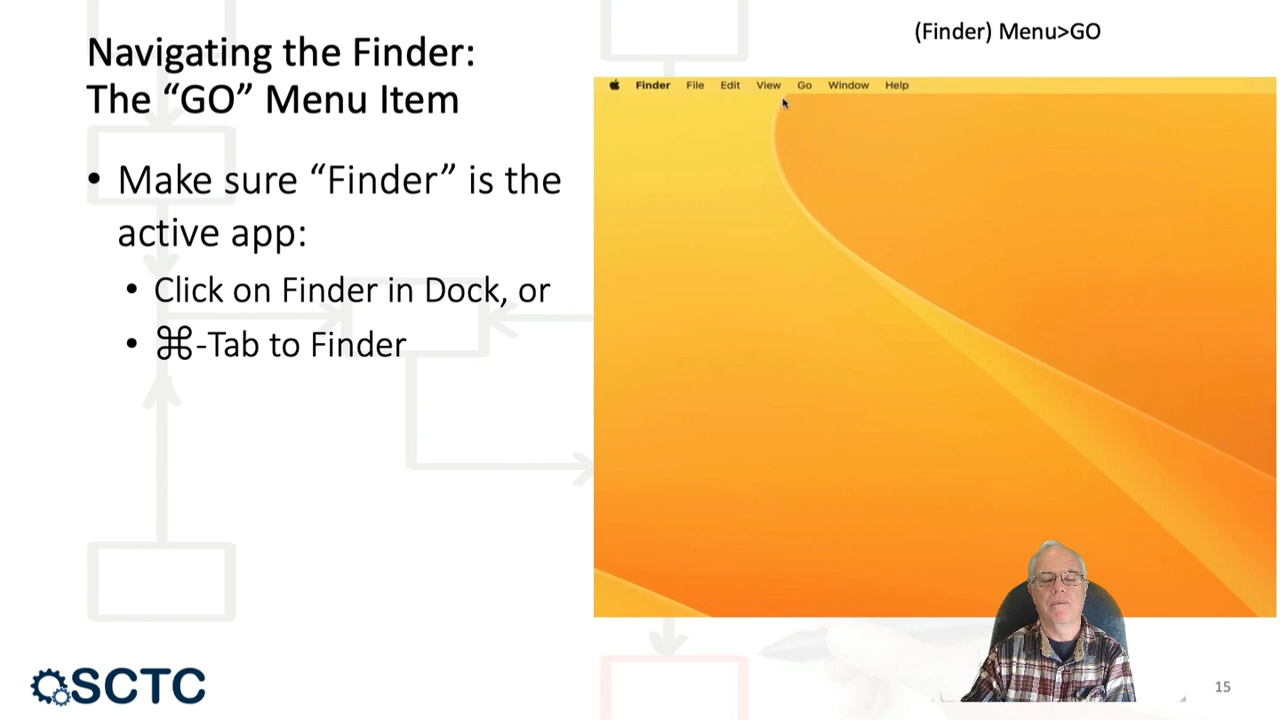 Navigating the Finder:
The “GO” Menu Item
• Make sure “Finder” is the
active app:
• Click on Finder in Dock, or
• ⌘-Tab to Finder
(Finder) Menu>GO
Finder File Edit View Go Window Help
SCTC
15